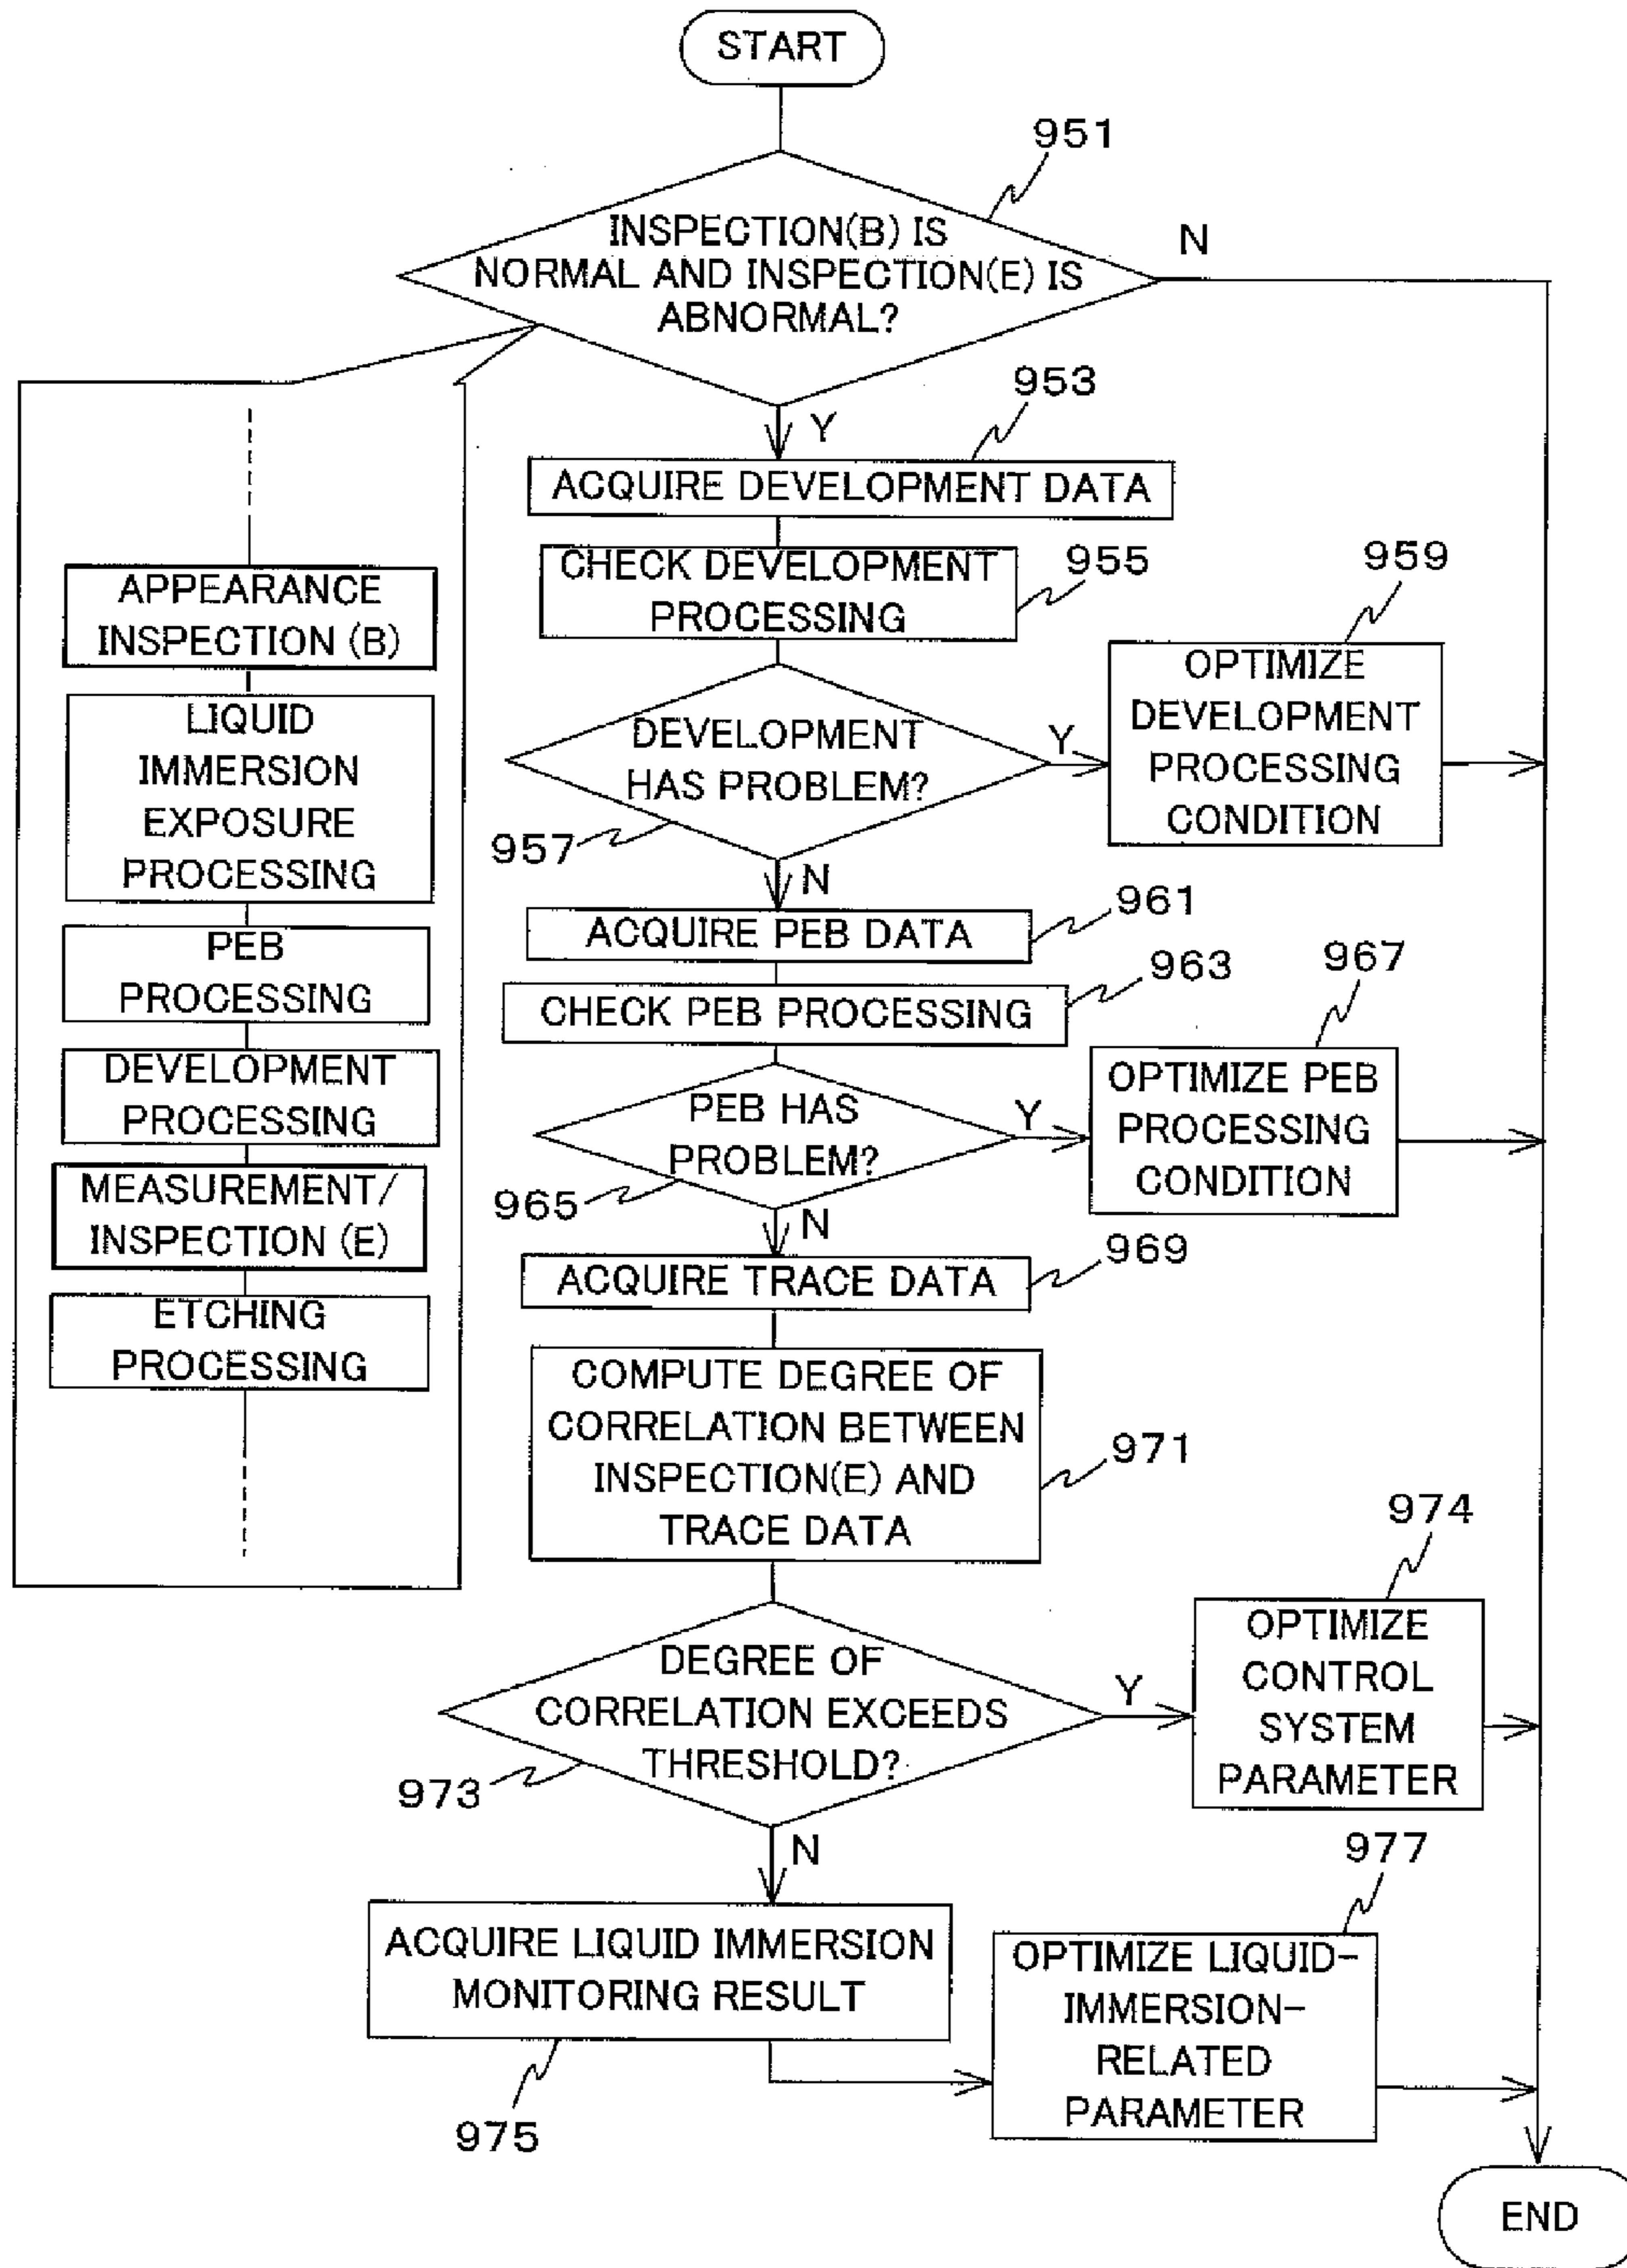 START
951
INSPECTION(B) IS
NORMAL AND INSPECTION(E) IS
ABNORMAL?
N
Y
953
ACQUIRE DEVELOPMENT DATA
CHECK DEVELOPMENT
PROCESSING
955
959
DEVELOPMENT
HAS PROBLEM?
957
Y
OPTIMIZE
DEVELOPMENT
PROCESSING
CONDITION
N
961
ACQUIRE PEB DATA
963
CHECK PEB PROCESSING
967
PEB HAS
PROBLEM?
965
Y
OPTIMIZE PEB
PROCESSING
CONDITION
N
969
ACQUIRE TRACE DATA
COMPUTE DEGREE OF
CORRELATION BETWEEN
INSPECTION(E) AND
TRACE DATA
971
974
DEGREE OF
CORRELATION EXCEEDS
THRESHOLD?
973
Y
OPTIMIZE
CONTROL
SYSTEM
PARAMETER
N
977
ACQUIRE LIQUID IMMERSION
MONITORING RESULT
975
OPTIMIZE LIQUID-
IMMERSION-
RELATED
PARAMETER
END
APPEARANCE
INSPECTION (B)
LIQUID
IMMERSION
EXPOSURE
PROCESSING
PEB
PROCESSING
DEVELOPMENT
PROCESSING
MEASUREMENT/
INSPECTION (E)
ETCHING
PROCESSING